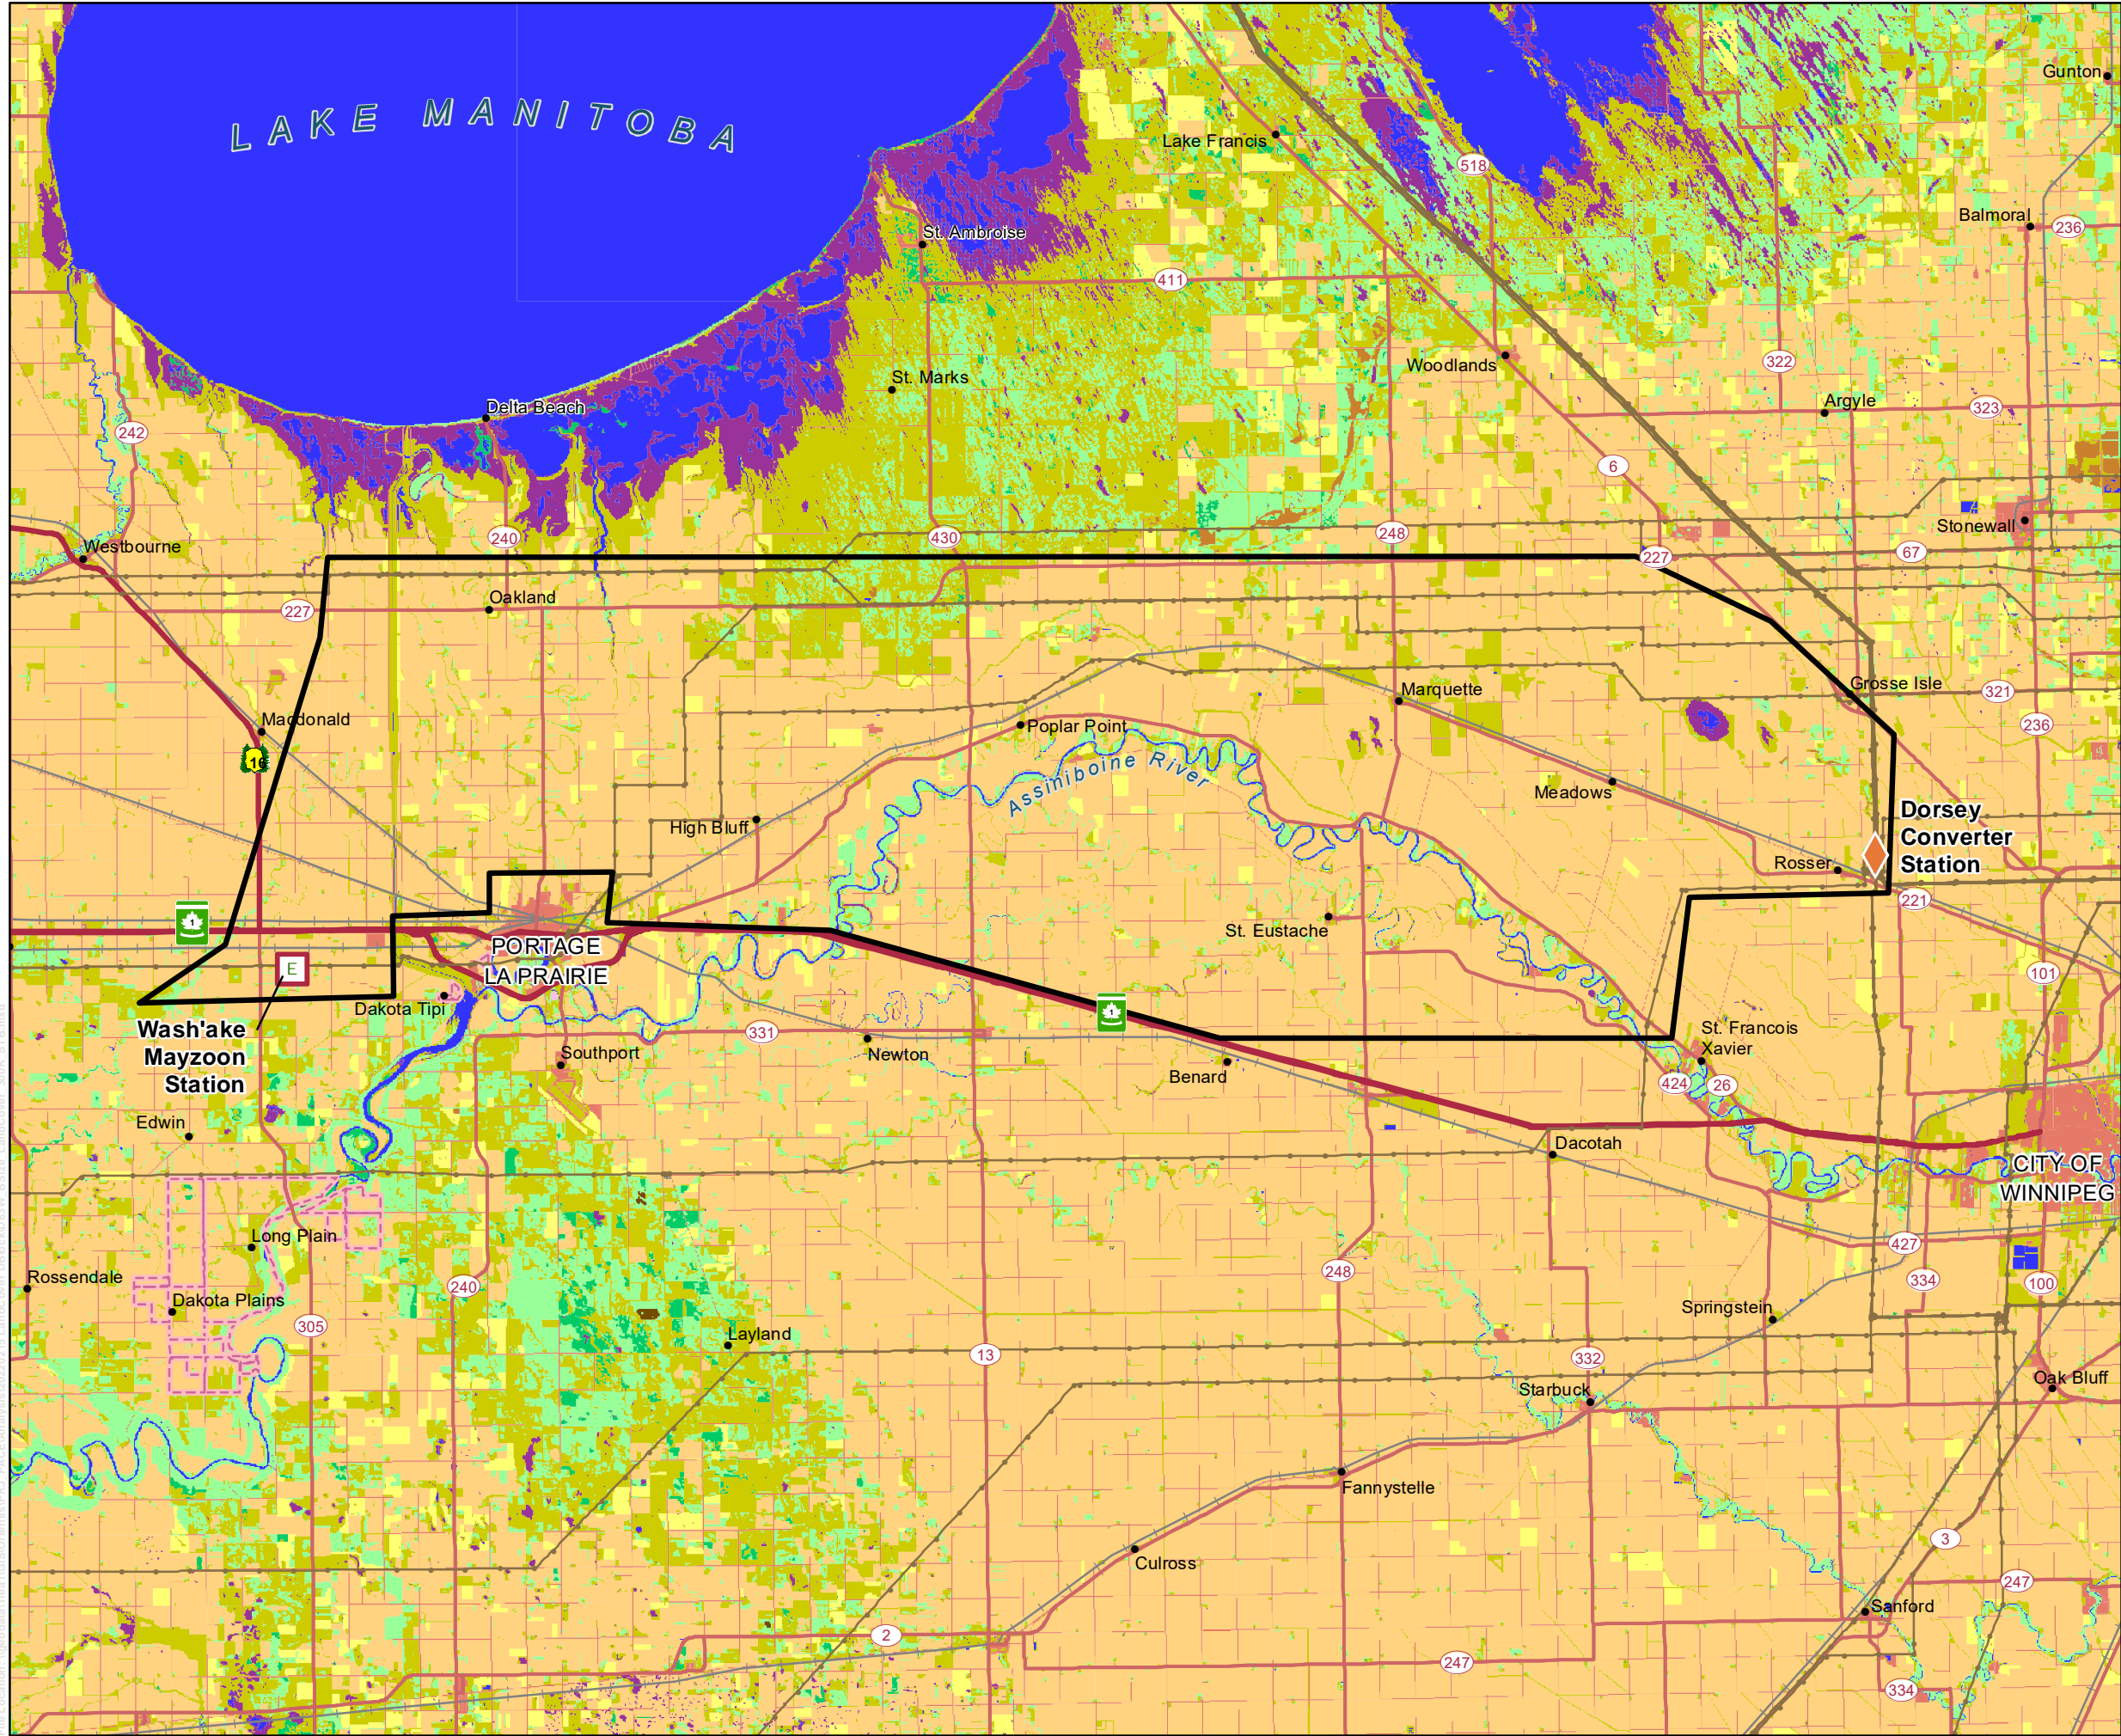 LAKE MANITOBA
Gunton
Lake Francis
518
Balmoral
236
St. Ambroise
411
Woodlands
322
St. Marks
Argyle
323
Delta Beach
242
6
Stonewall
240
430
248
Westbourne
227
67
Oakland
227
Grosse Isle
321
Marquette
236
Maddonald
Poplar Point
16
Assiniboine River
Meadows
High Bluff
Dorsey
Converter
Station
Rosser
221
1
St. Eustache
PORTAGE
LA PRAIRIE
E
101
Dakota Tipi
1
Wash'ake
Mayzoon
Station
331
St. Francois
Xavier
Southport
Newton
Benard
424
26
Edwin
Dacotah
CITY OF
WINNIPEG
Long Plain
427
Rossendale
240
248
334
100
Dakota Plains
305
Springstein
Layland
13
332
Starbuck
Oak Bluff
Fannystelle
3
Culross
247
Sanford
2
247
334